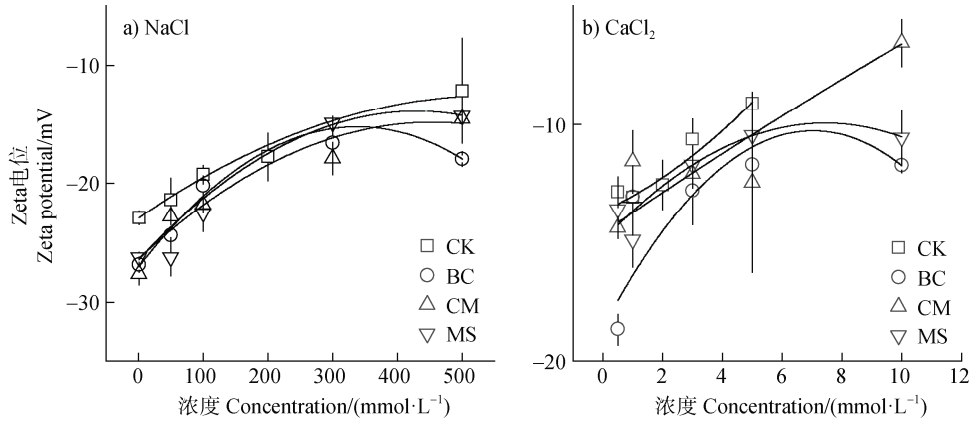 a) NaCl
−10
−20
−30
Zeta电位
Zeta potential/mV
CK
BC
CM
MS
0 100 200 300 400 500
浓度 Concentration/(mmol·L⁻¹)
b) CaCl₂
−10
−20
CK
BC
CM
MS
0 2 4 6 8 10 12
浓度 Concentration/(mmol·L⁻¹)